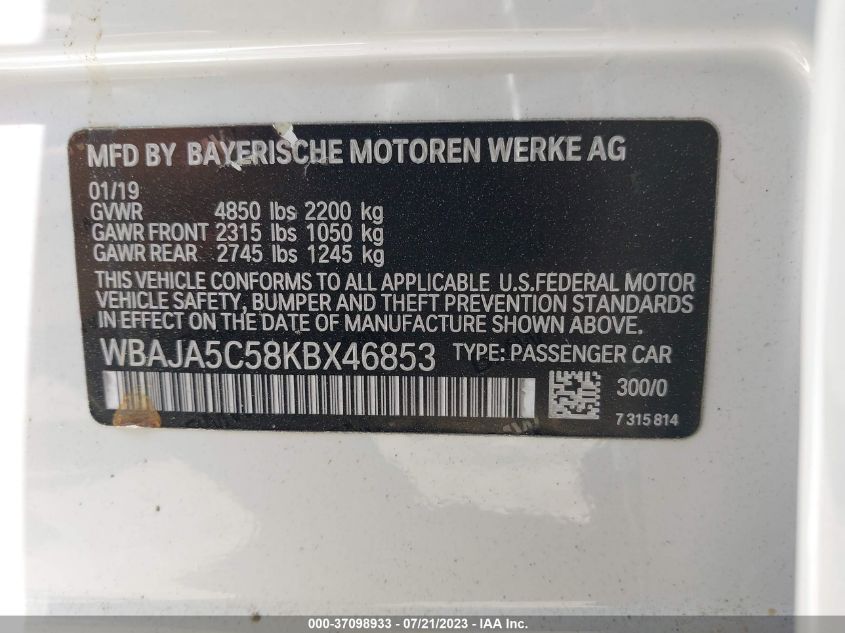 MFD BY BAYERISCHE MOTOREN WERKE AG
01/19
GVWR 4850 lbs 2200 kg
GAWR FRONT 2315 lbs 1050 kg
GAWR REAR 2745 lbs 1245 kg
THIS VEHICLE CONFORMS TO ALL APPLICABLE U.S.FEDERAL MOTOR
VEHICLE SAFETY, BUMPER AND THEFT PREVENTION STANDARDS
IN EFFECT ON THE DATE OF MANUFACTURE SHOWN ABOVE.
WBAJA5C58KBX46853 TYPE: PASSENGER CAR
300/0
7 315 814
000-37098933 - 07/21/2023 - COPYRIGHT IAA, Inc.